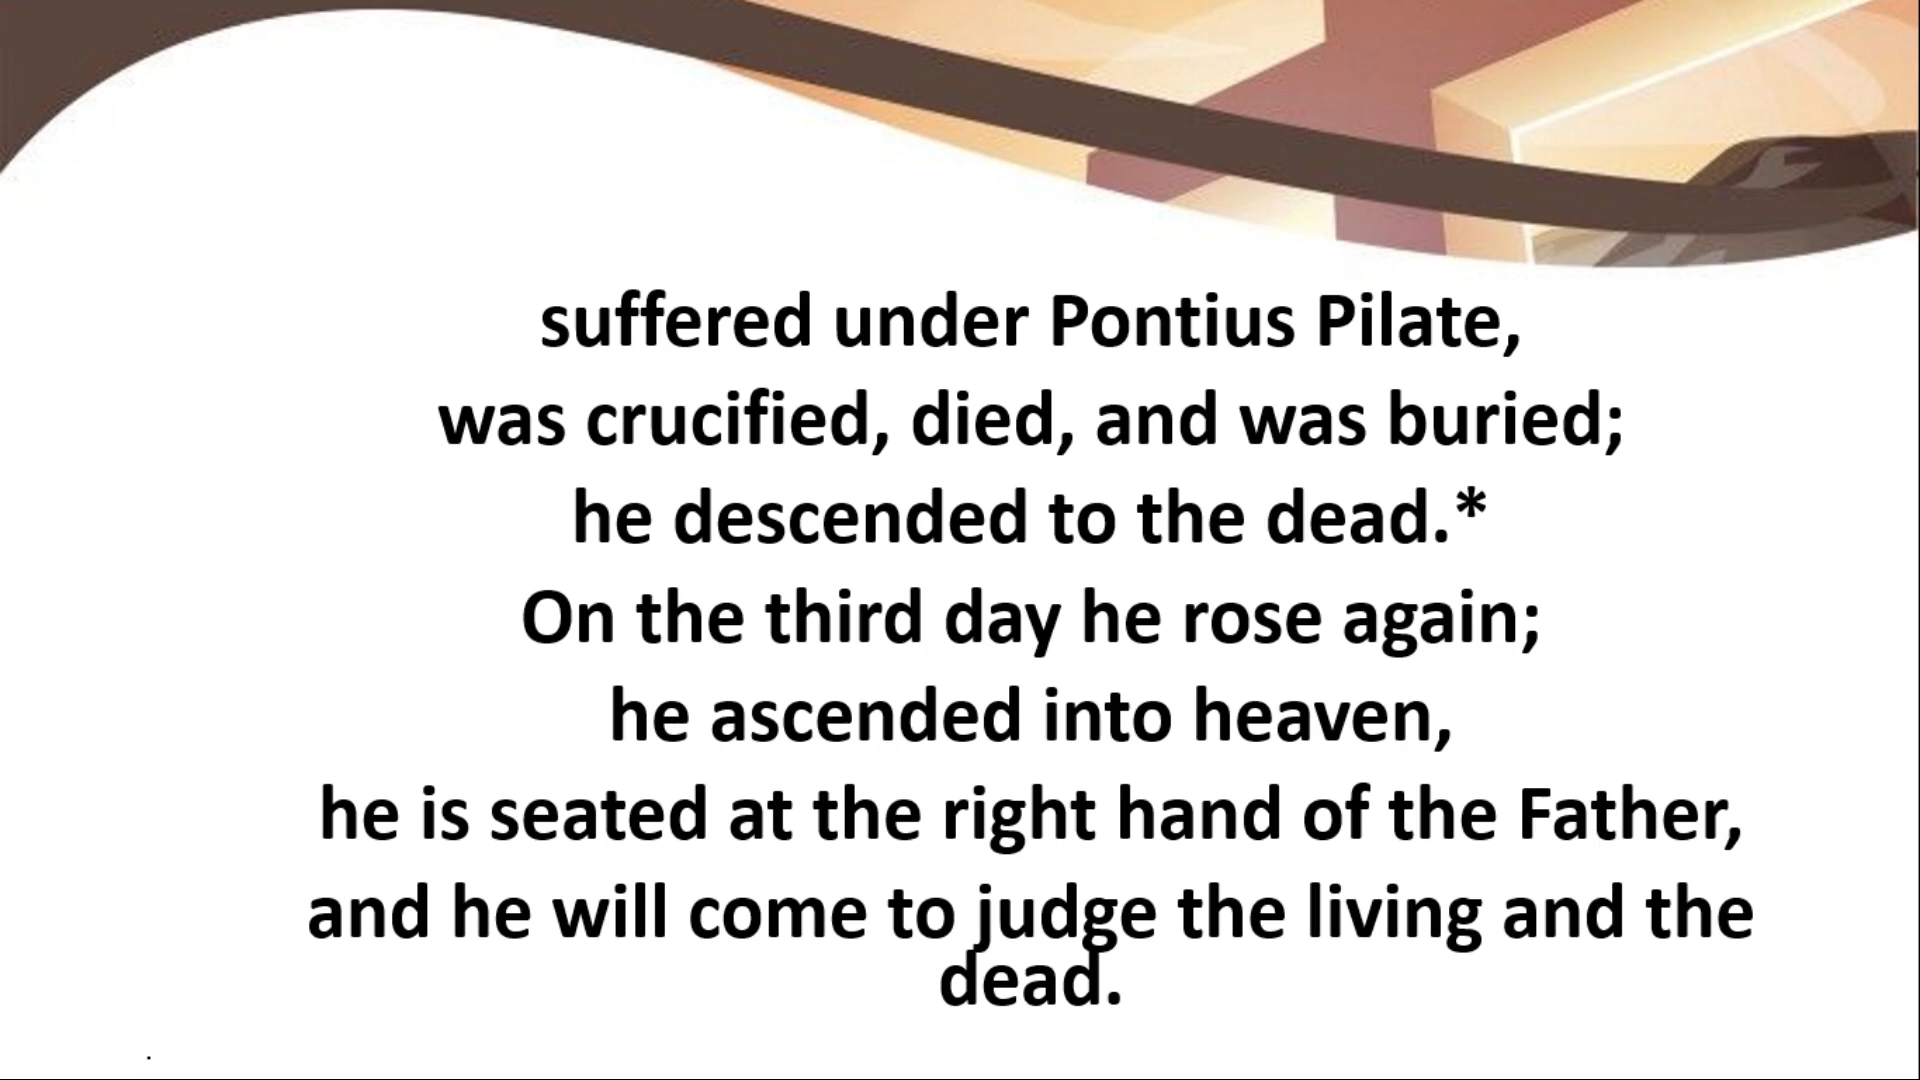 suffered under Pontius Pilate,
was crucified, died, and was buried;
he descended to the dead.*
On the third day he rose again;
he ascended into heaven,
he is seated at the right hand of the Father,
and he will come to judge the living and the
dead.
.